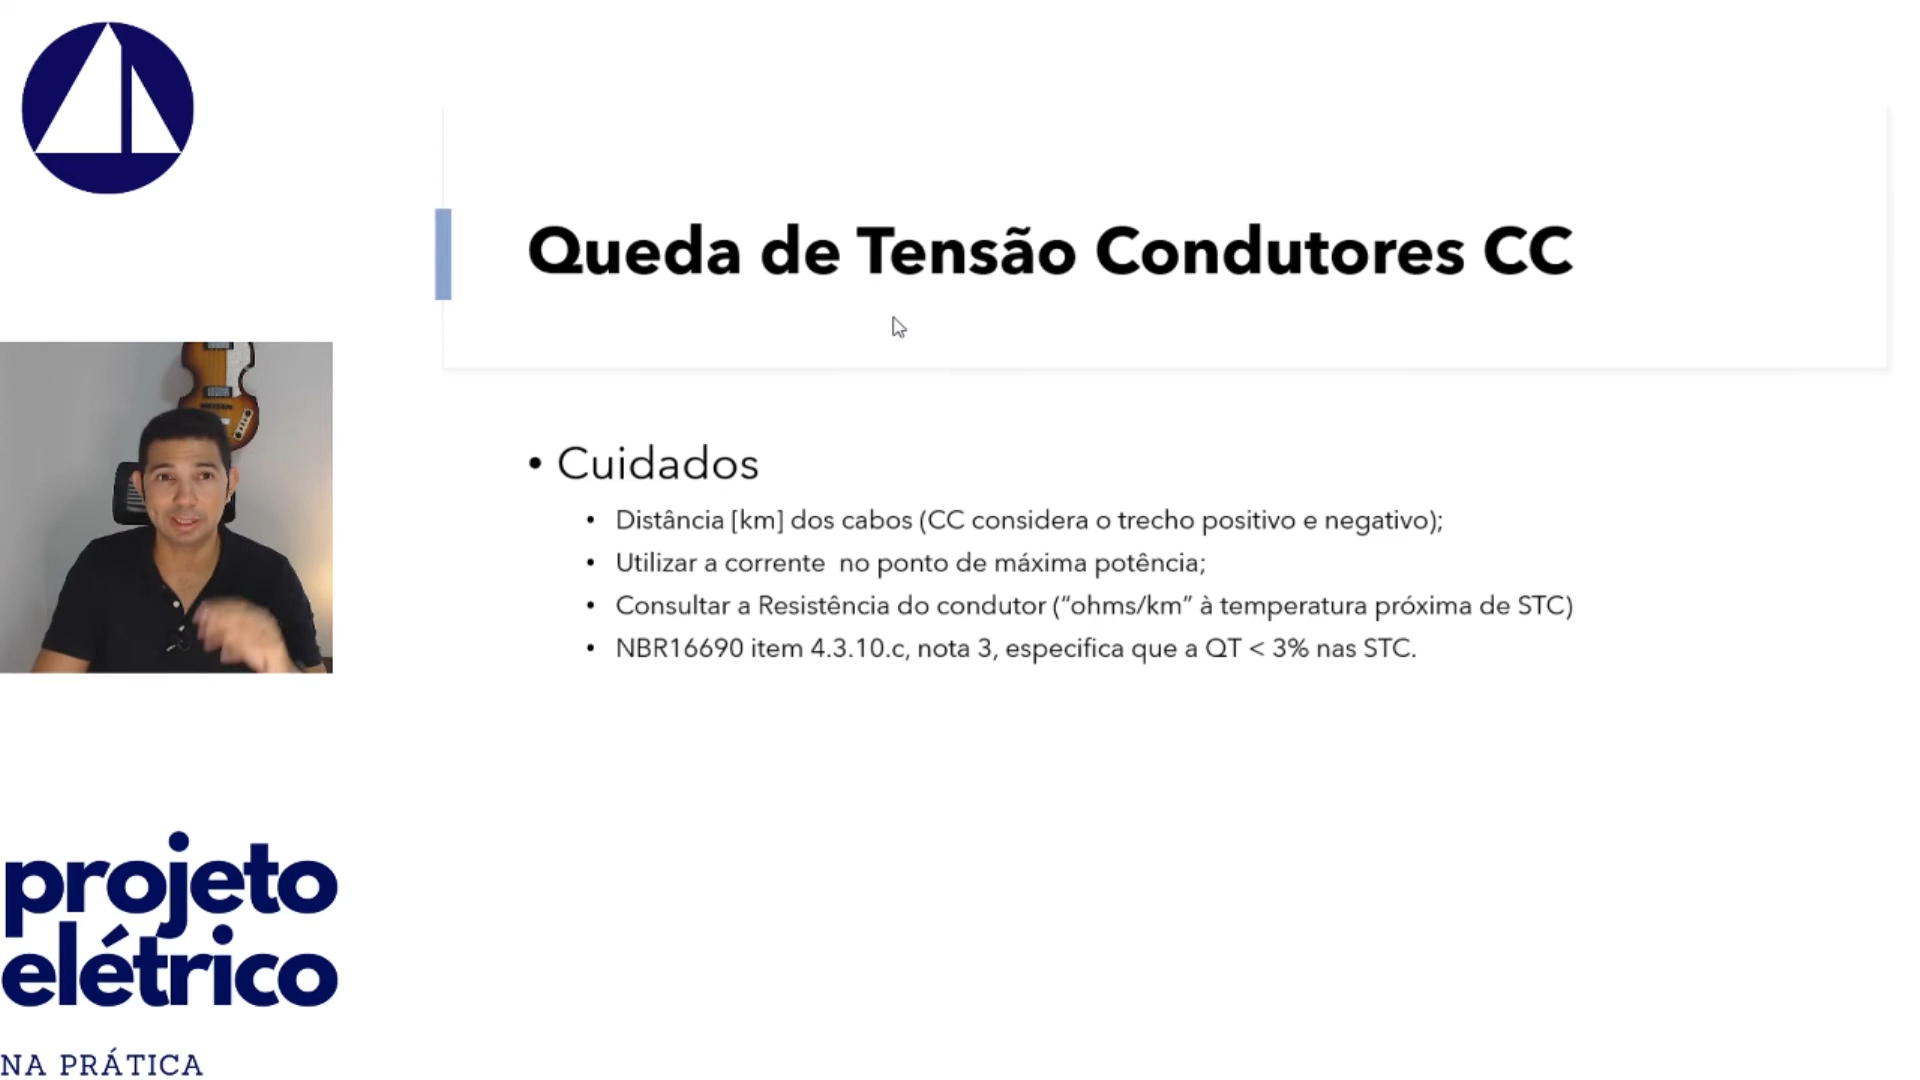 Queda de Tensão Condutores CC
• Cuidados
• Distância [km] dos cabos (CC considera o trecho positivo e negativo);
• Utilizar a corrente  no ponto de máxima potência;
• Consultar a Resistência do condutor (“ohms/km” à temperatura próxima de STC)
• NBR16690 item 4.3.10.c, nota 3, especifica que a QT < 3% nas STC.
projeto
elétrico
NA PRÁTICA